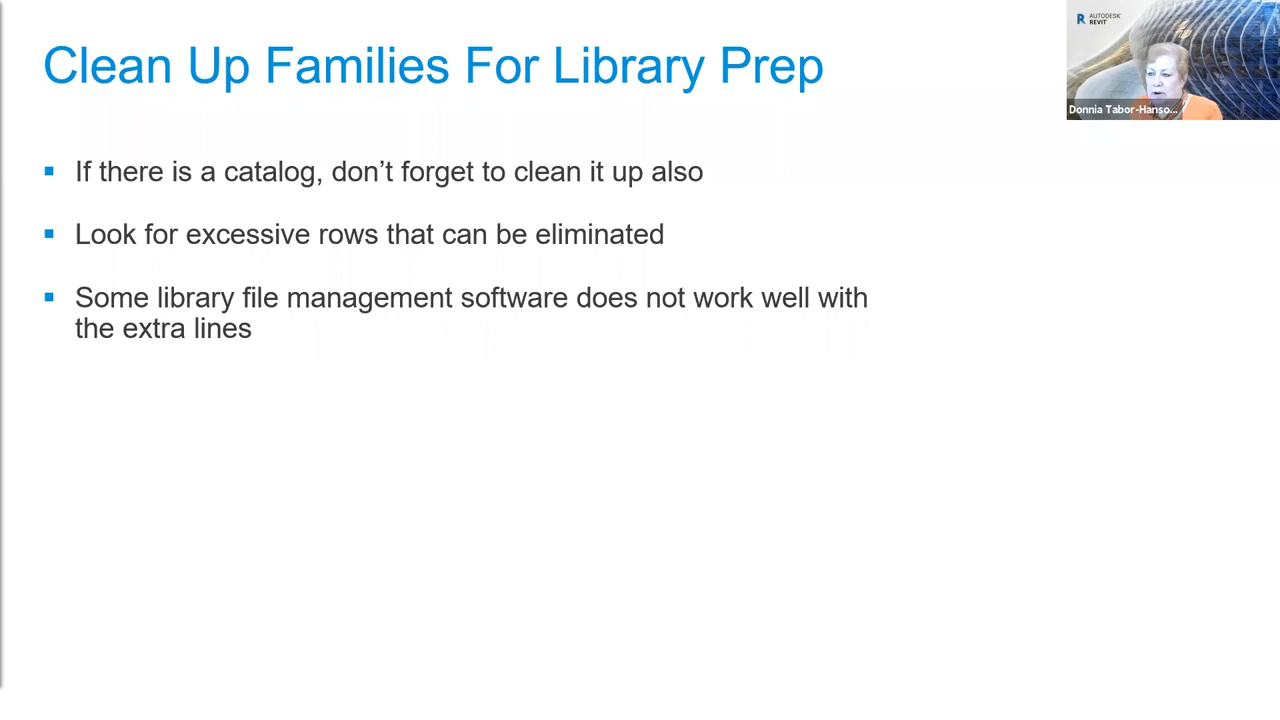 Clean Up Families For Library Prep
AUTODESK
REVIT
Donnia Tabor-Hanso...
If there is a catalog, don’t forget to clean it up also
Look for excessive rows that can be eliminated
Some library file management software does not work well with
the extra lines